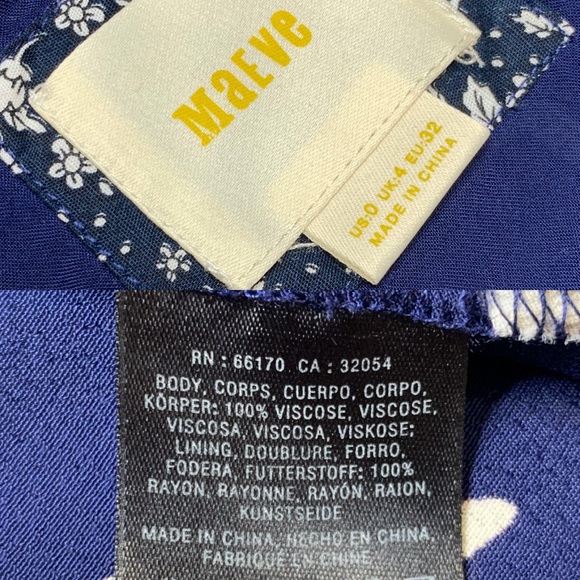 MaEve
US:0 UK:4 EU:32
MADE IN CHINA
RN : 66170 CA : 32054
BODY, CORPS, CUERPO, CORPO,
KÖRPER: 100% VISCOSE, VISCOSE,
VISCOSA, VISCOSA, VISKOSE;
LINING, DOUBLURE, FORRO,
FODERA, FUTTERSTOFF: 100%
RAYON, RAYONNE, RAYÓN, RAION,
KUNSTSEIDE
MADE IN CHINA, HECHO EN CHINA,
FABRIQUÉ EN CHINE